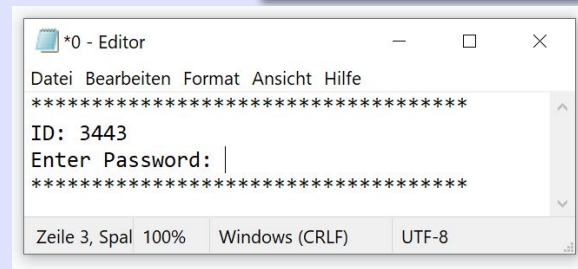 *0 - Editor
Datei Bearbeiten Format Ansicht Hilfe
************************************
ID: 3443
Enter Password:
************************************
Zeile 3, Spal 100% Windows (CRLF) UTF-8